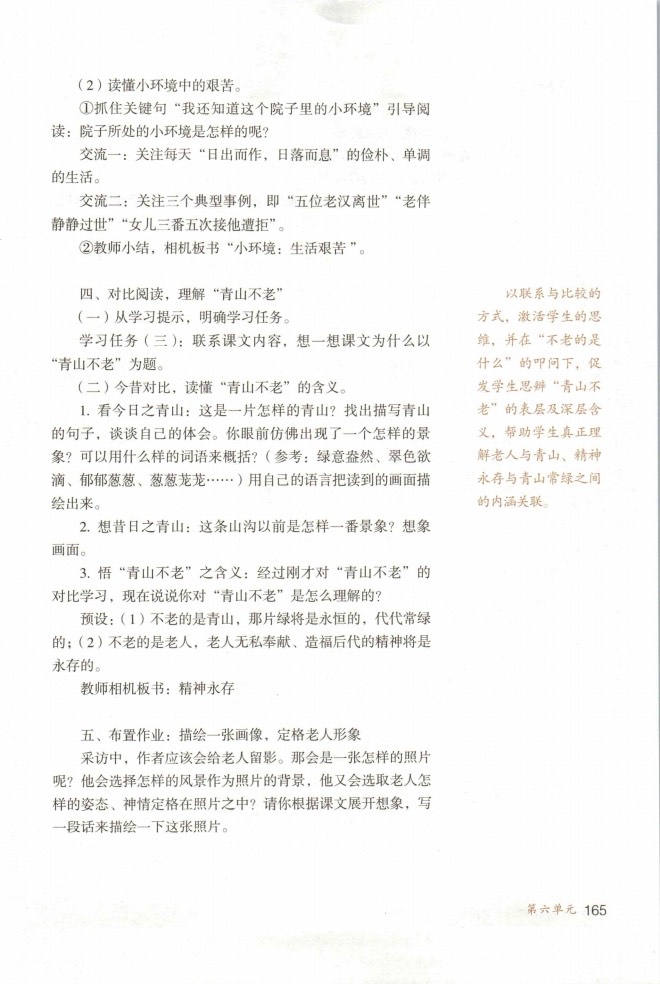 （2）读懂小环境中的艰苦。
①抓住关键句“我还知道这个院子里的小环境”引导阅
读：院子所处的小环境是怎样的呢？
交流一：关注每天“日出而作，日落而息”的俭朴、单调
的生活。
交流二：关注三个典型事例，即“五位老汉离世”“老伴
静静过世”“女儿三番五次接他遭拒”。
②教师小结，相机板书“小环境：生活艰苦”。
四、对比阅读，理解“青山不老”
（一）从学习提示，明确学习任务。
学习任务（三）：联系课文内容，想一想课文为什么以
“青山不老”为题。
（二）今昔对比，读懂“青山不老”的含义。
1. 看今日之青山：这是一片怎样的青山？找出描写青山
的句子，谈谈自己的体会。你眼前仿佛出现了一个怎样的景
象？可以用什么样的词语来概括？（参考：绿意盎然、翠色欲
滴、郁郁葱葱、葱葱茏茏……）用自己的语言把读到的画面描
绘出来。
2. 想昔日之青山：这条山沟以前是怎样一番景象？想象
画面。
3. 悟“青山不老”之含义：经过刚才对“青山不老”的
对比学习，现在说说你对“青山不老”是怎么理解的？
预设：（1）不老的是青山，那片绿将是永恒的，代代常绿
的；（2）不老的是老人，老人无私奉献、造福后代的精神将是
永存的。
教师相机板书：精神永存
五、布置作业：描绘一张画像，定格老人形象
采访中，作者应该会给老人留影。那会是一张怎样的照片
呢？他会选择怎样的风景作为照片的背景，他又会选取老人怎
样的姿态、神情定格在照片之中？请你根据课文展开想象，写
一段话来描绘一下这张照片。
以联系与比较的
方式，激活学生的思
维，并在“不老的是
什么”的叩问下，促
发学生思辨“青山不
老”的表层及深层含
义，帮助学生真正理
解老人与青山、精神
永存与青山常绿之间
的内涵关联。
第六单元 165